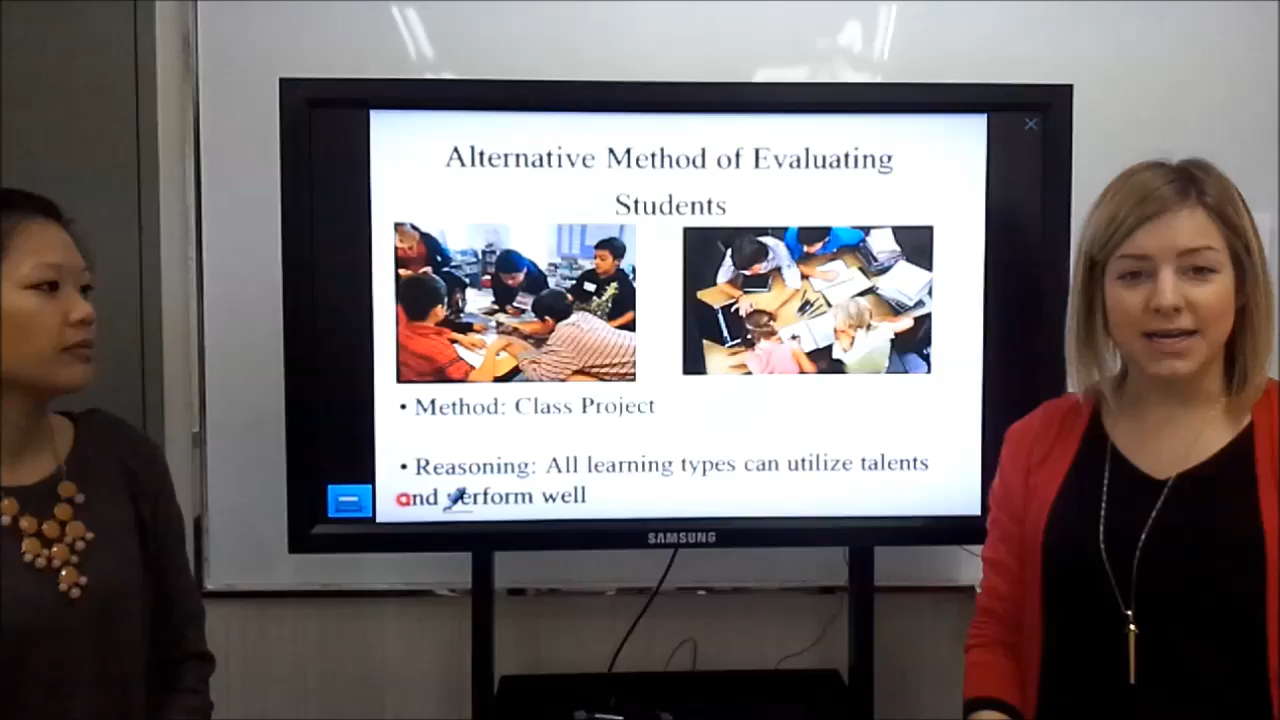 Alternative Method of Evaluating
Students
• Method: Class Project
• Reasoning: All learning types can utilize talents
and perform well
SAMSUNG